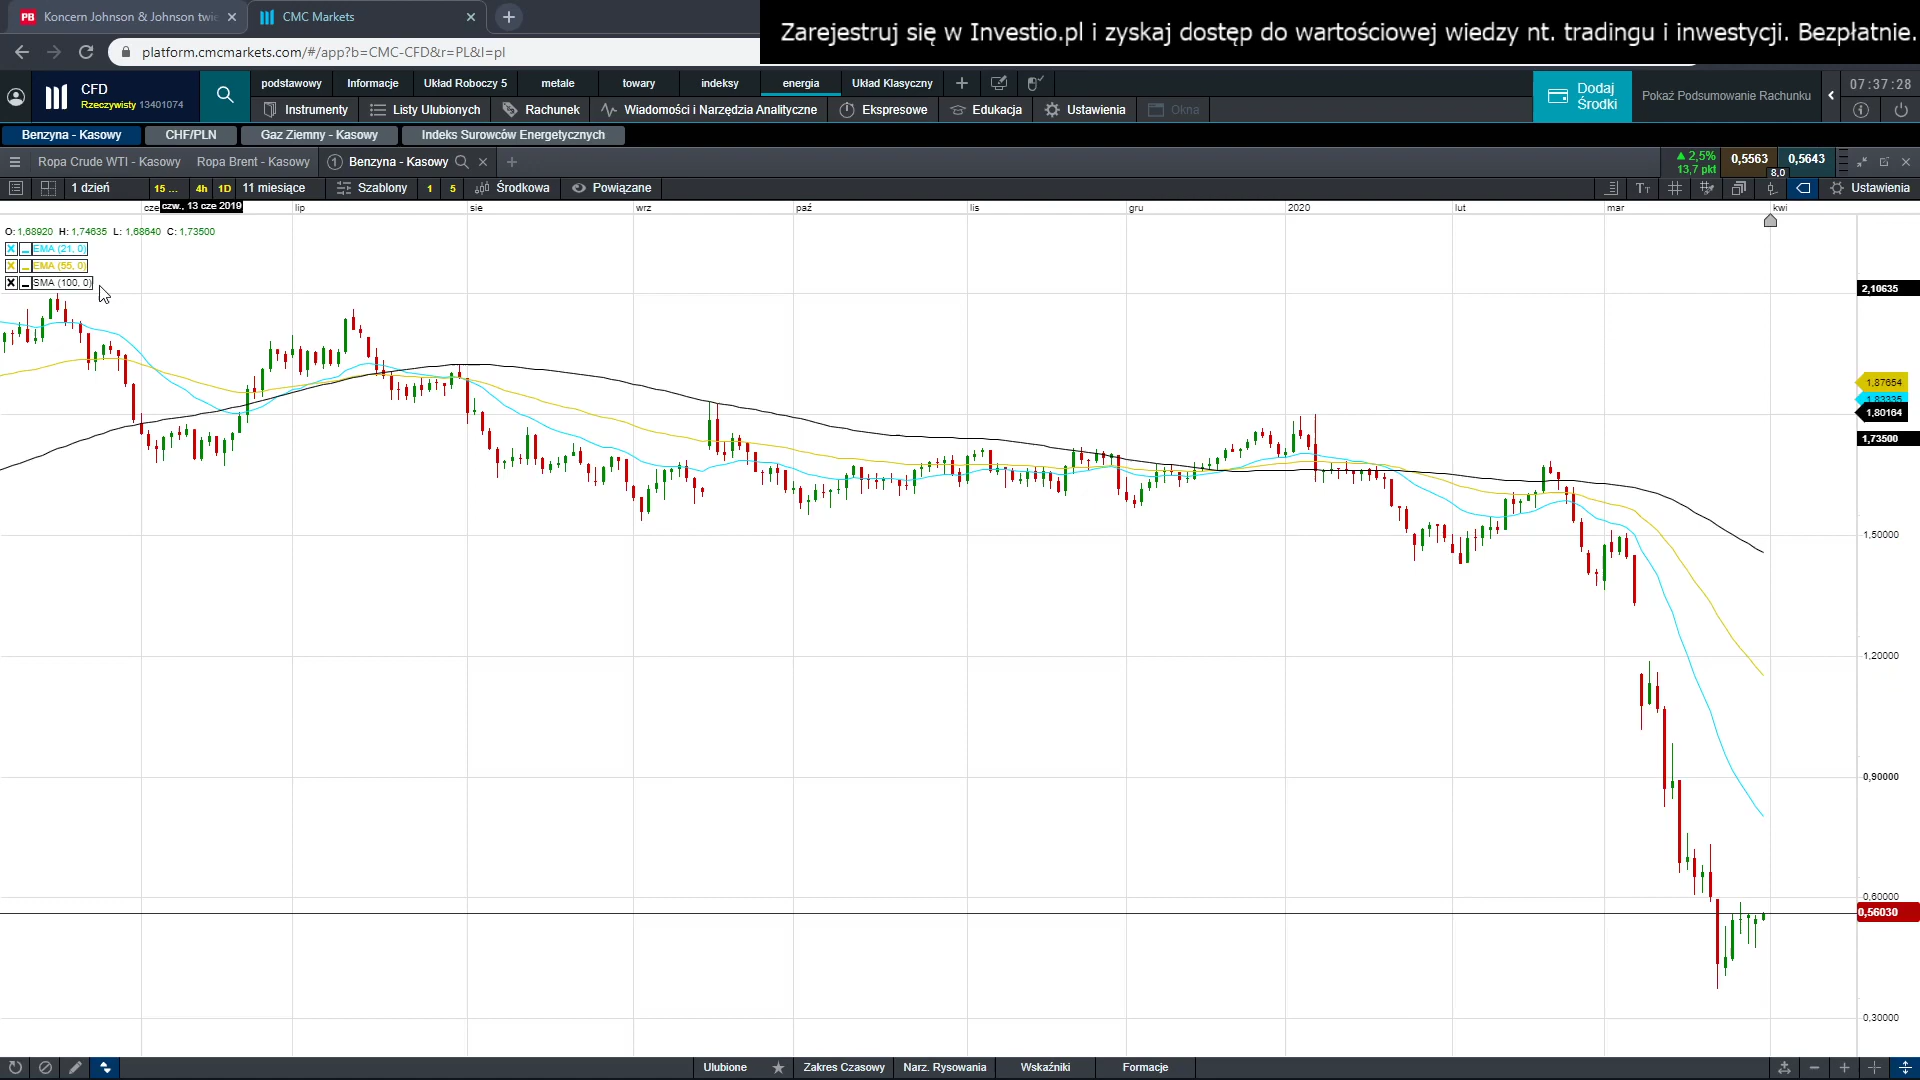 PB Koncern Johnson & Johnson twie
CMC Markets
Zarejestruj się w Investio.pl i zyskaj dostęp do wartościowej wiedzy nt. tradingu i inwestycji. Bezpłatnie.
platform.cmcmarkets.com/#/app?b=CMC-CFD&r=PL&l=pl
CFD
Rzeczywisty 13401074
podstawowy Informacje Układ Roboczy 5 metale towary indeksy energia Układ Klasyczny
Instrumenty Listy Ulubionych Rachunek Wiadomości i Narzędzia Analityczne Ekspresowe Edukacja Ustawienia Okna
Dodaj Środki
Pokaż Podsumowanie Rachunku
07:37:28
Benzyna - Kasowy CHF/PLN Gaz Ziemny - Kasowy Indeks Surowców Energetycznych
Ropa Crude WTI - Kasowy Ropa Brent - Kasowy 1 Benzyna - Kasowy
2,5%
13,7 pkt
0,5563 0,5643
8,0
1 dzień 15 ... 4h 1D 11 miesiące Szablony 1 5 Środkowa Powiązane
Ustawienia
cze czw., 13 cze 2019 lip sie wrz paź lis gru 2020 lut mar kwi
O: 1,68920 H: 1,74635 L: 1,68640 C: 1,73500
EMA (21, 0)
EMA (55, 0)
SMA (100, 0)
2,10635
1,87654
1,83335
1,80164
1,73500
1,50000
1,20000
0,90000
0,60000
0,56030
0,30000
Ulubione Zakres Czasowy Narz. Rysowania Wskaźniki Formacje